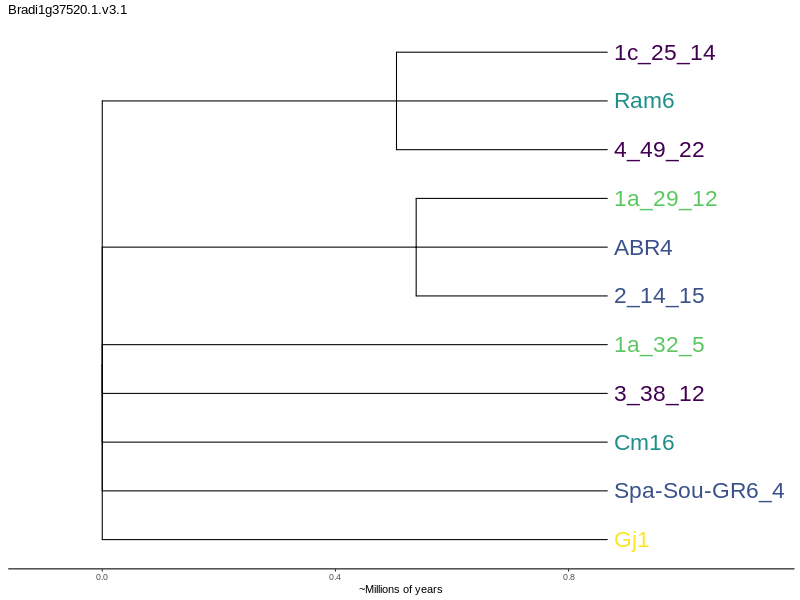 Bradi1g37520.1.v3.1
1c_25_14
Ram6
4_49_22
1a_29_12
ABR4
2_14_15
1a_32_5
3_38_12
Cm16
Spa-Sou-GR6_4
Gj1
0.0 0.4 0.8
~Millions of years